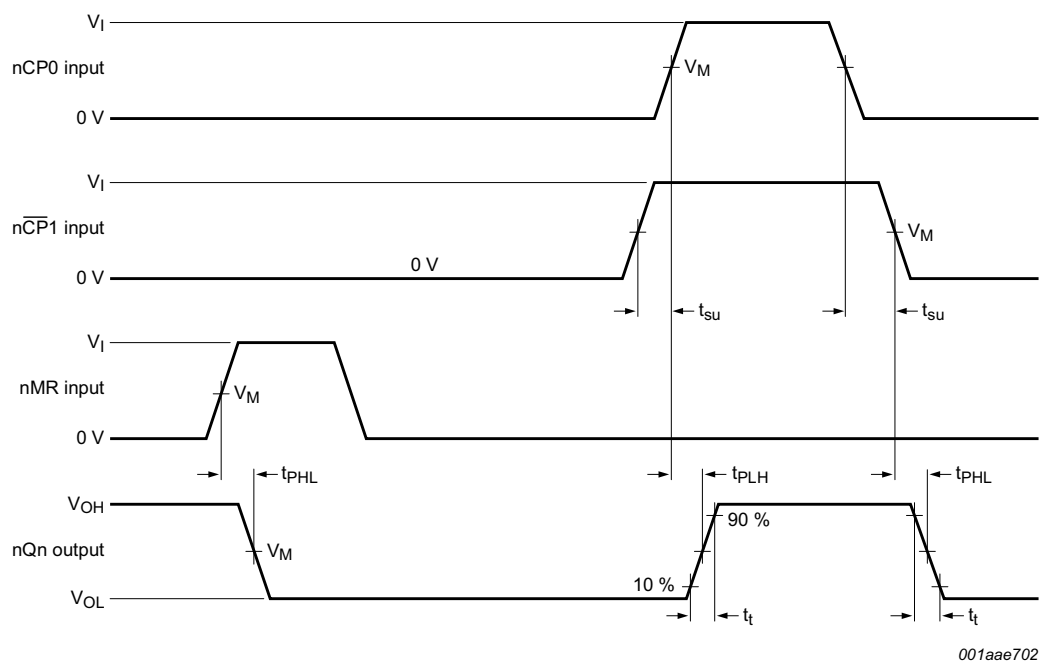 VI
nCP0 input
VM
0 V
VI
nCP1 input
VM
0 V
0 V
tsu
tsu
VI
nMR input
VM
0 V
tPHL
tPLH
tPHL
VOH
90 %
nQn output
VM
10 %
VOL
tt
tt
001aae702